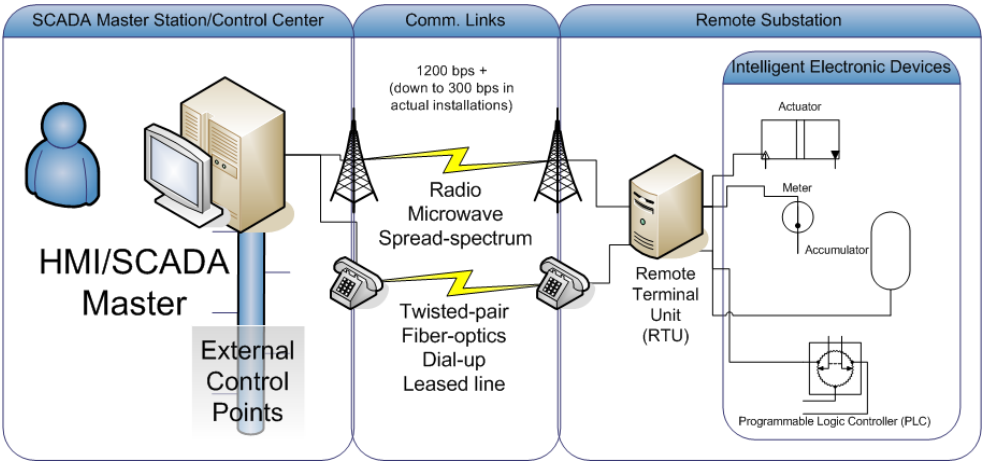 SCADA Master Station/Control Center
Comm. Links
Remote Substation
1200 bps +
(down to 300 bps in
actual installations)
Radio
Microwave
Spread-spectrum
HMI/SCADA
Master
External
Control
Points
Twisted-pair
Fiber-optics
Dial-up
Leased line
Remote
Terminal
Unit
(RTU)
Intelligent Electronic Devices
Actuator
Meter
Accumulator
Programmable Logic Controller (PLC)